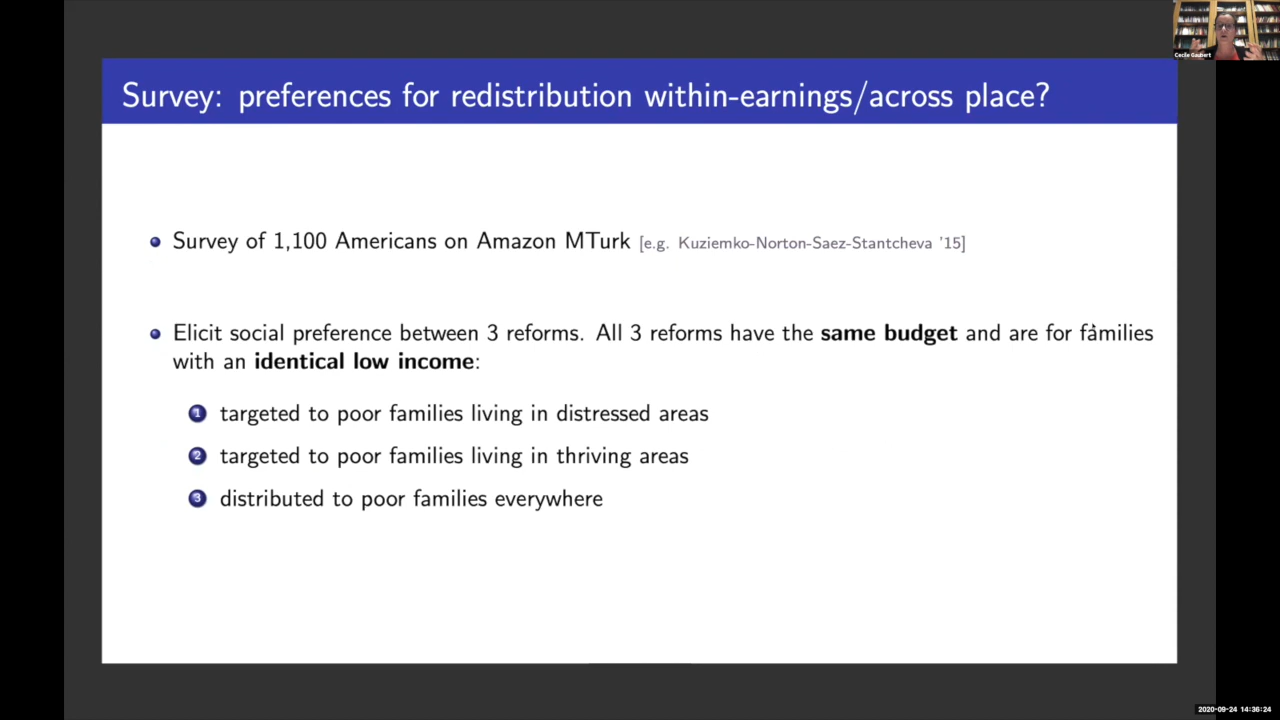 Cecile Gaubert
Survey: preferences for redistribution within-earnings/across place?
Survey of 1,100 Americans on Amazon MTurk [e.g. Kuziemko-Norton-Saez-Stantcheva '15]
Elicit social preference between 3 reforms. All 3 reforms have the same budget and are for families
with an identical low income:
1 targeted to poor families living in distressed areas
2 targeted to poor families living in thriving areas
3 distributed to poor families everywhere
2020-09-24 14:36:24